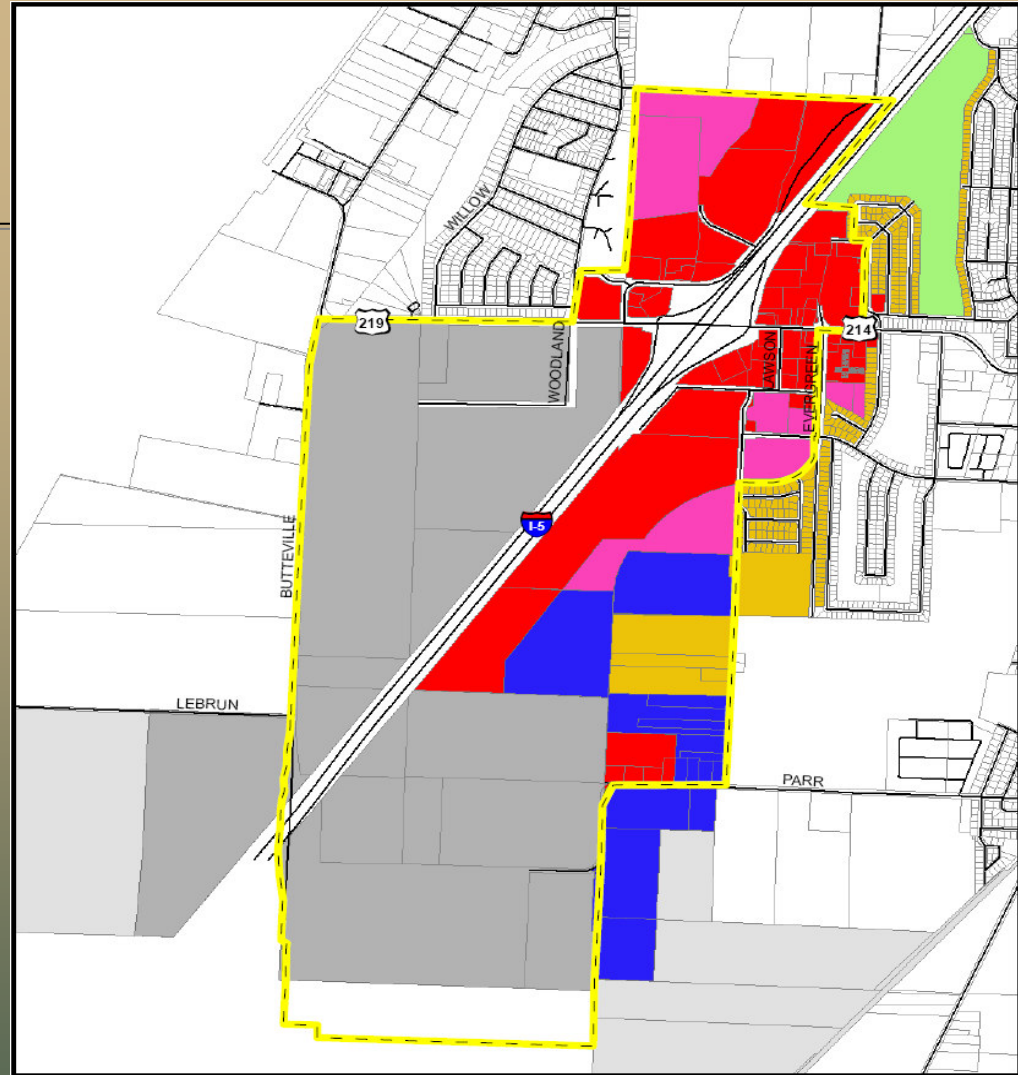 WILLOW
219
WOODLAND
214
LAWSON
EVERGREEN
I-5
BUTTEVILLE
LEBRUN
PARR